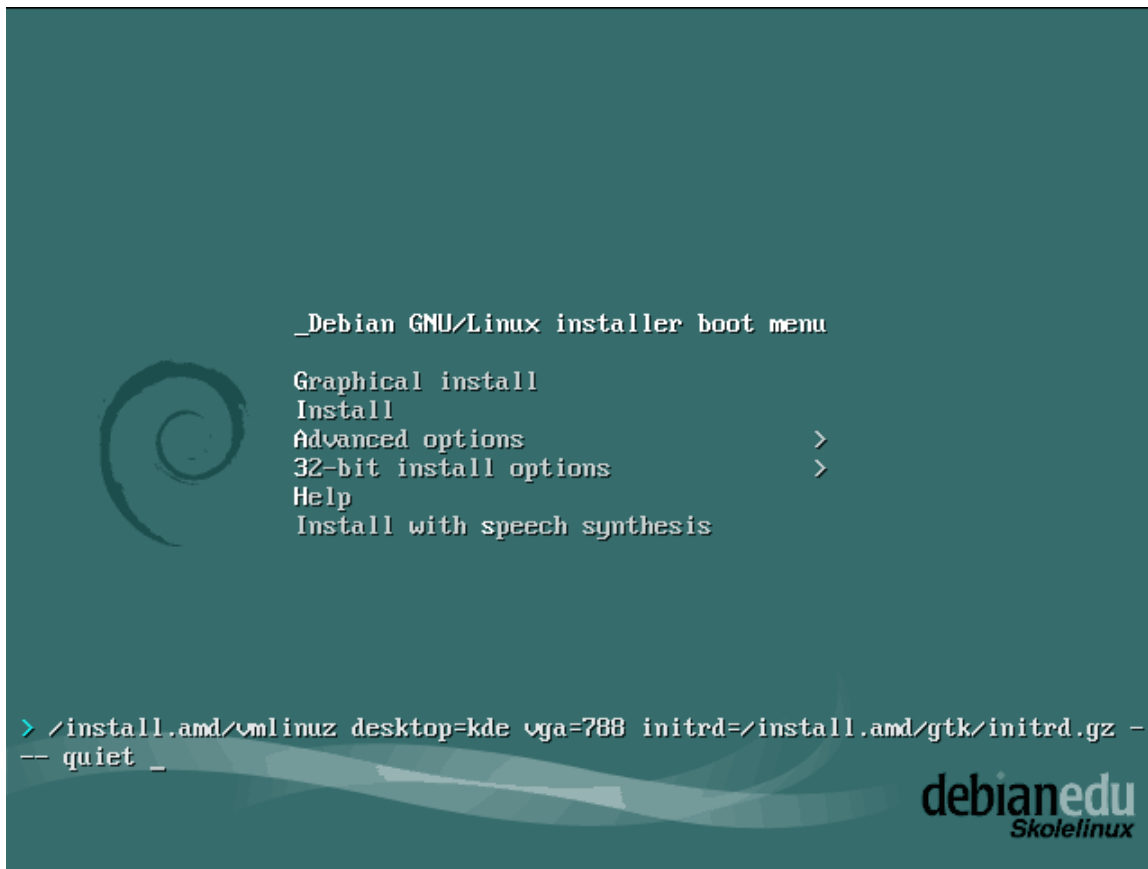 _Debian GNU/Linux installer boot menu
Graphical install
Install
Advanced options >
32-bit install options >
Help
Install with speech synthesis
> /install.amd/vmlinuz desktop=kde vga=788 initrd=/install.amd/gtk/initrd.gz -
-- quiet _
debianedu
Skolelinux